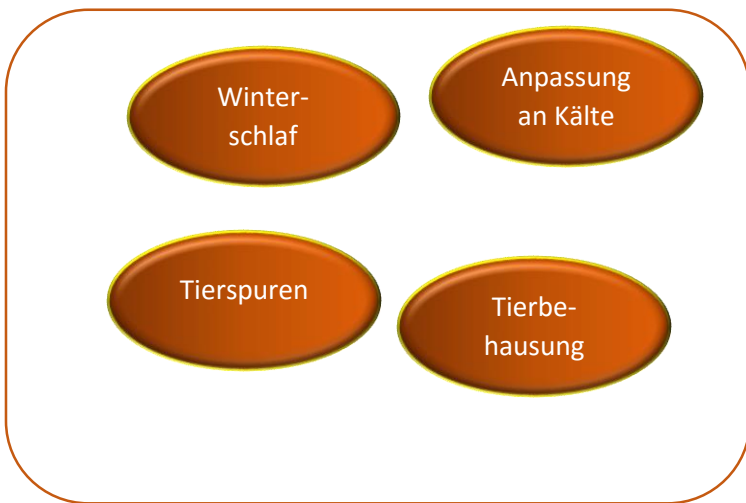 Winter-
schlaf
Anpassung
an Kälte
Tierspuren
Tierbe-
hausung